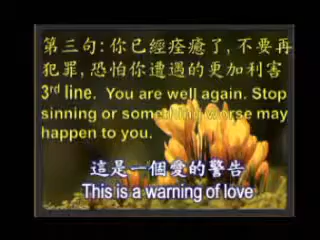 第三句:你已經痊癒了,不要再
犯罪,恐怕你遭遇的更加利害
3rd line. You are well again. Stop
sinning or something worse may
happen to you.
這是一個愛的警告
This is a warning of love